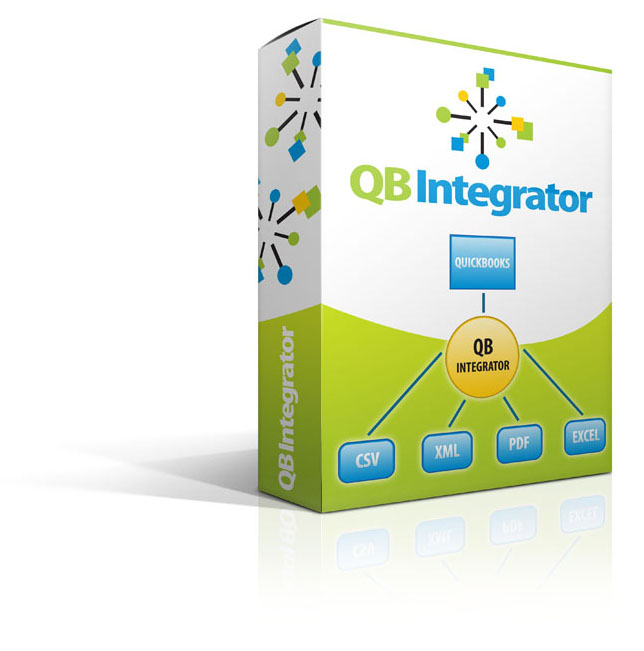 QB Integrator
QUICKBOOKS
QB
INTEGRATOR
CSV
XML
PDF
EXCEL
QB Integrator